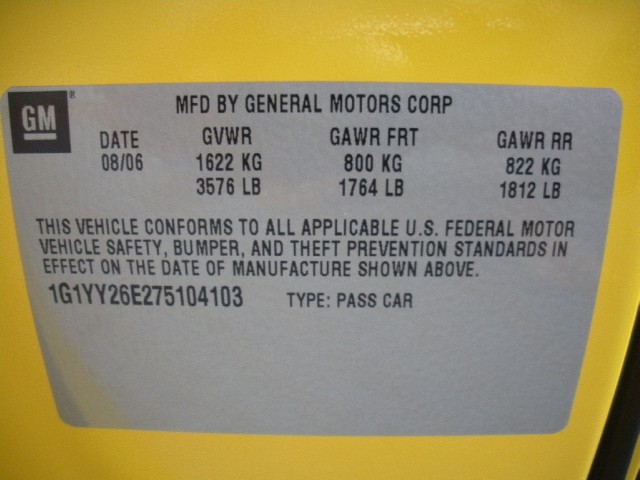 GM®
MFD BY GENERAL MOTORS CORP
DATE GVWR GAWR FRT GAWR RR
08/06 1622 KG 800 KG 822 KG
3576 LB 1764 LB 1812 LB
THIS VEHICLE CONFORMS TO ALL APPLICABLE U.S. FEDERAL MOTOR
VEHICLE SAFETY, BUMPER, AND THEFT PREVENTION STANDARDS IN
EFFECT ON THE DATE OF MANUFACTURE SHOWN ABOVE.
1G1YY26E275104103 TYPE: PASS CAR